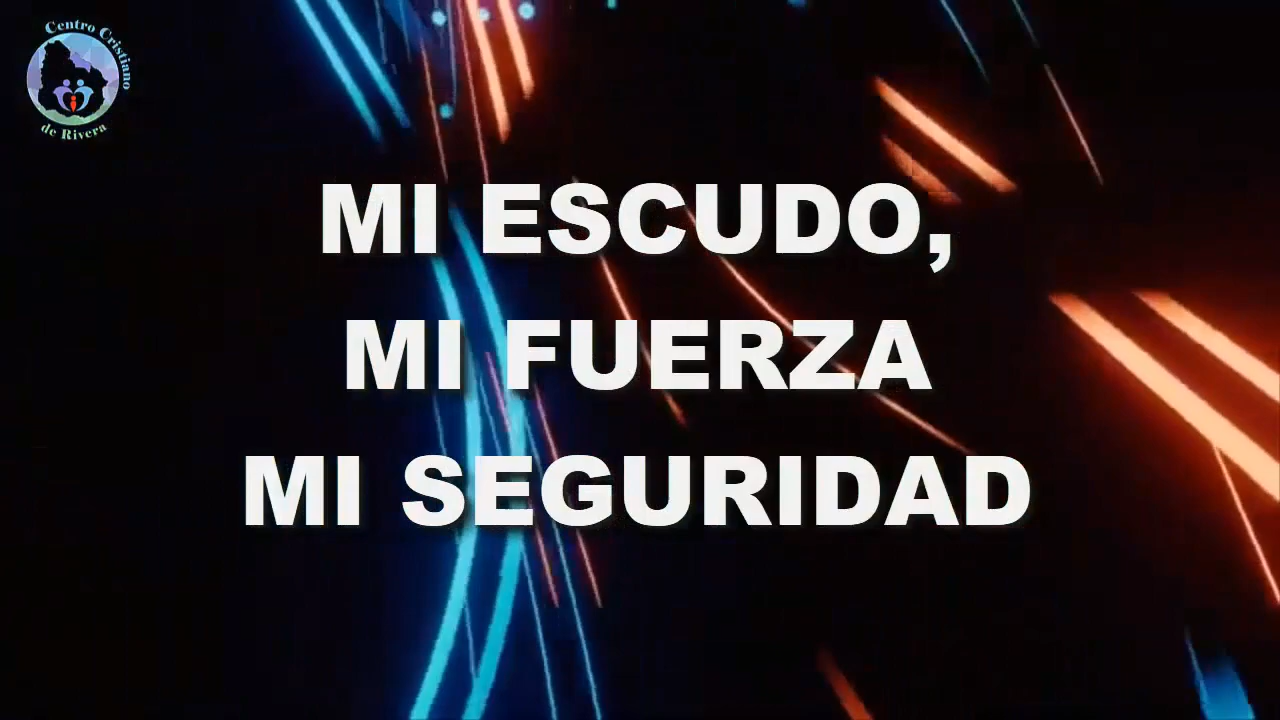 Centro Cristiano
de Rivera
MI ESCUDO,
MI FUERZA
MI SEGURIDAD